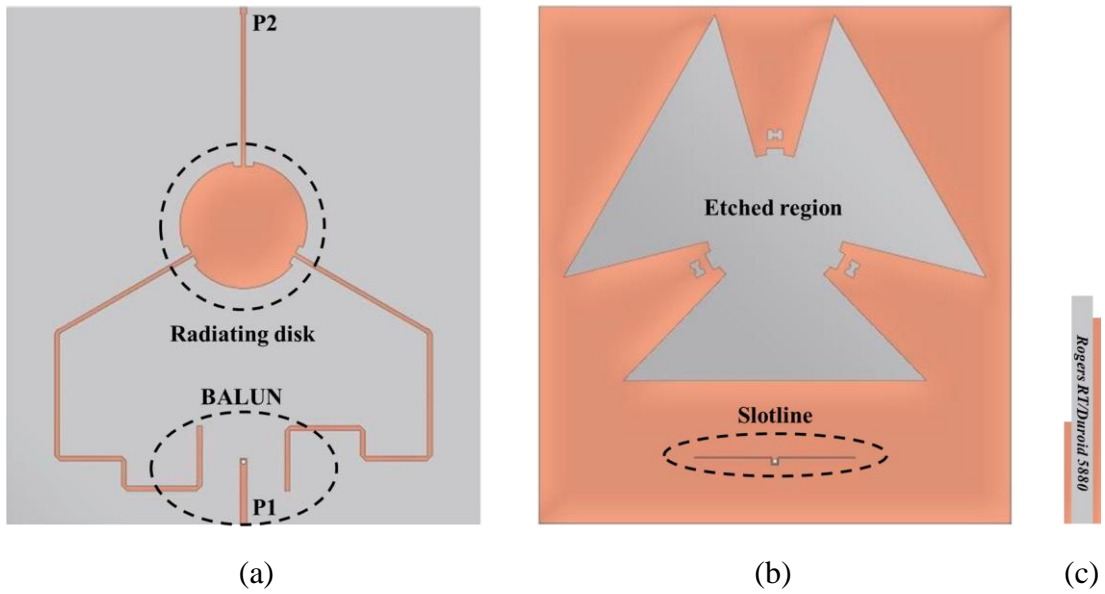 P2
Radiating disk
BALUN
P1
Etched region
Slotline
Rogers RT/Duroid 5880
(a)
(b)
(c)